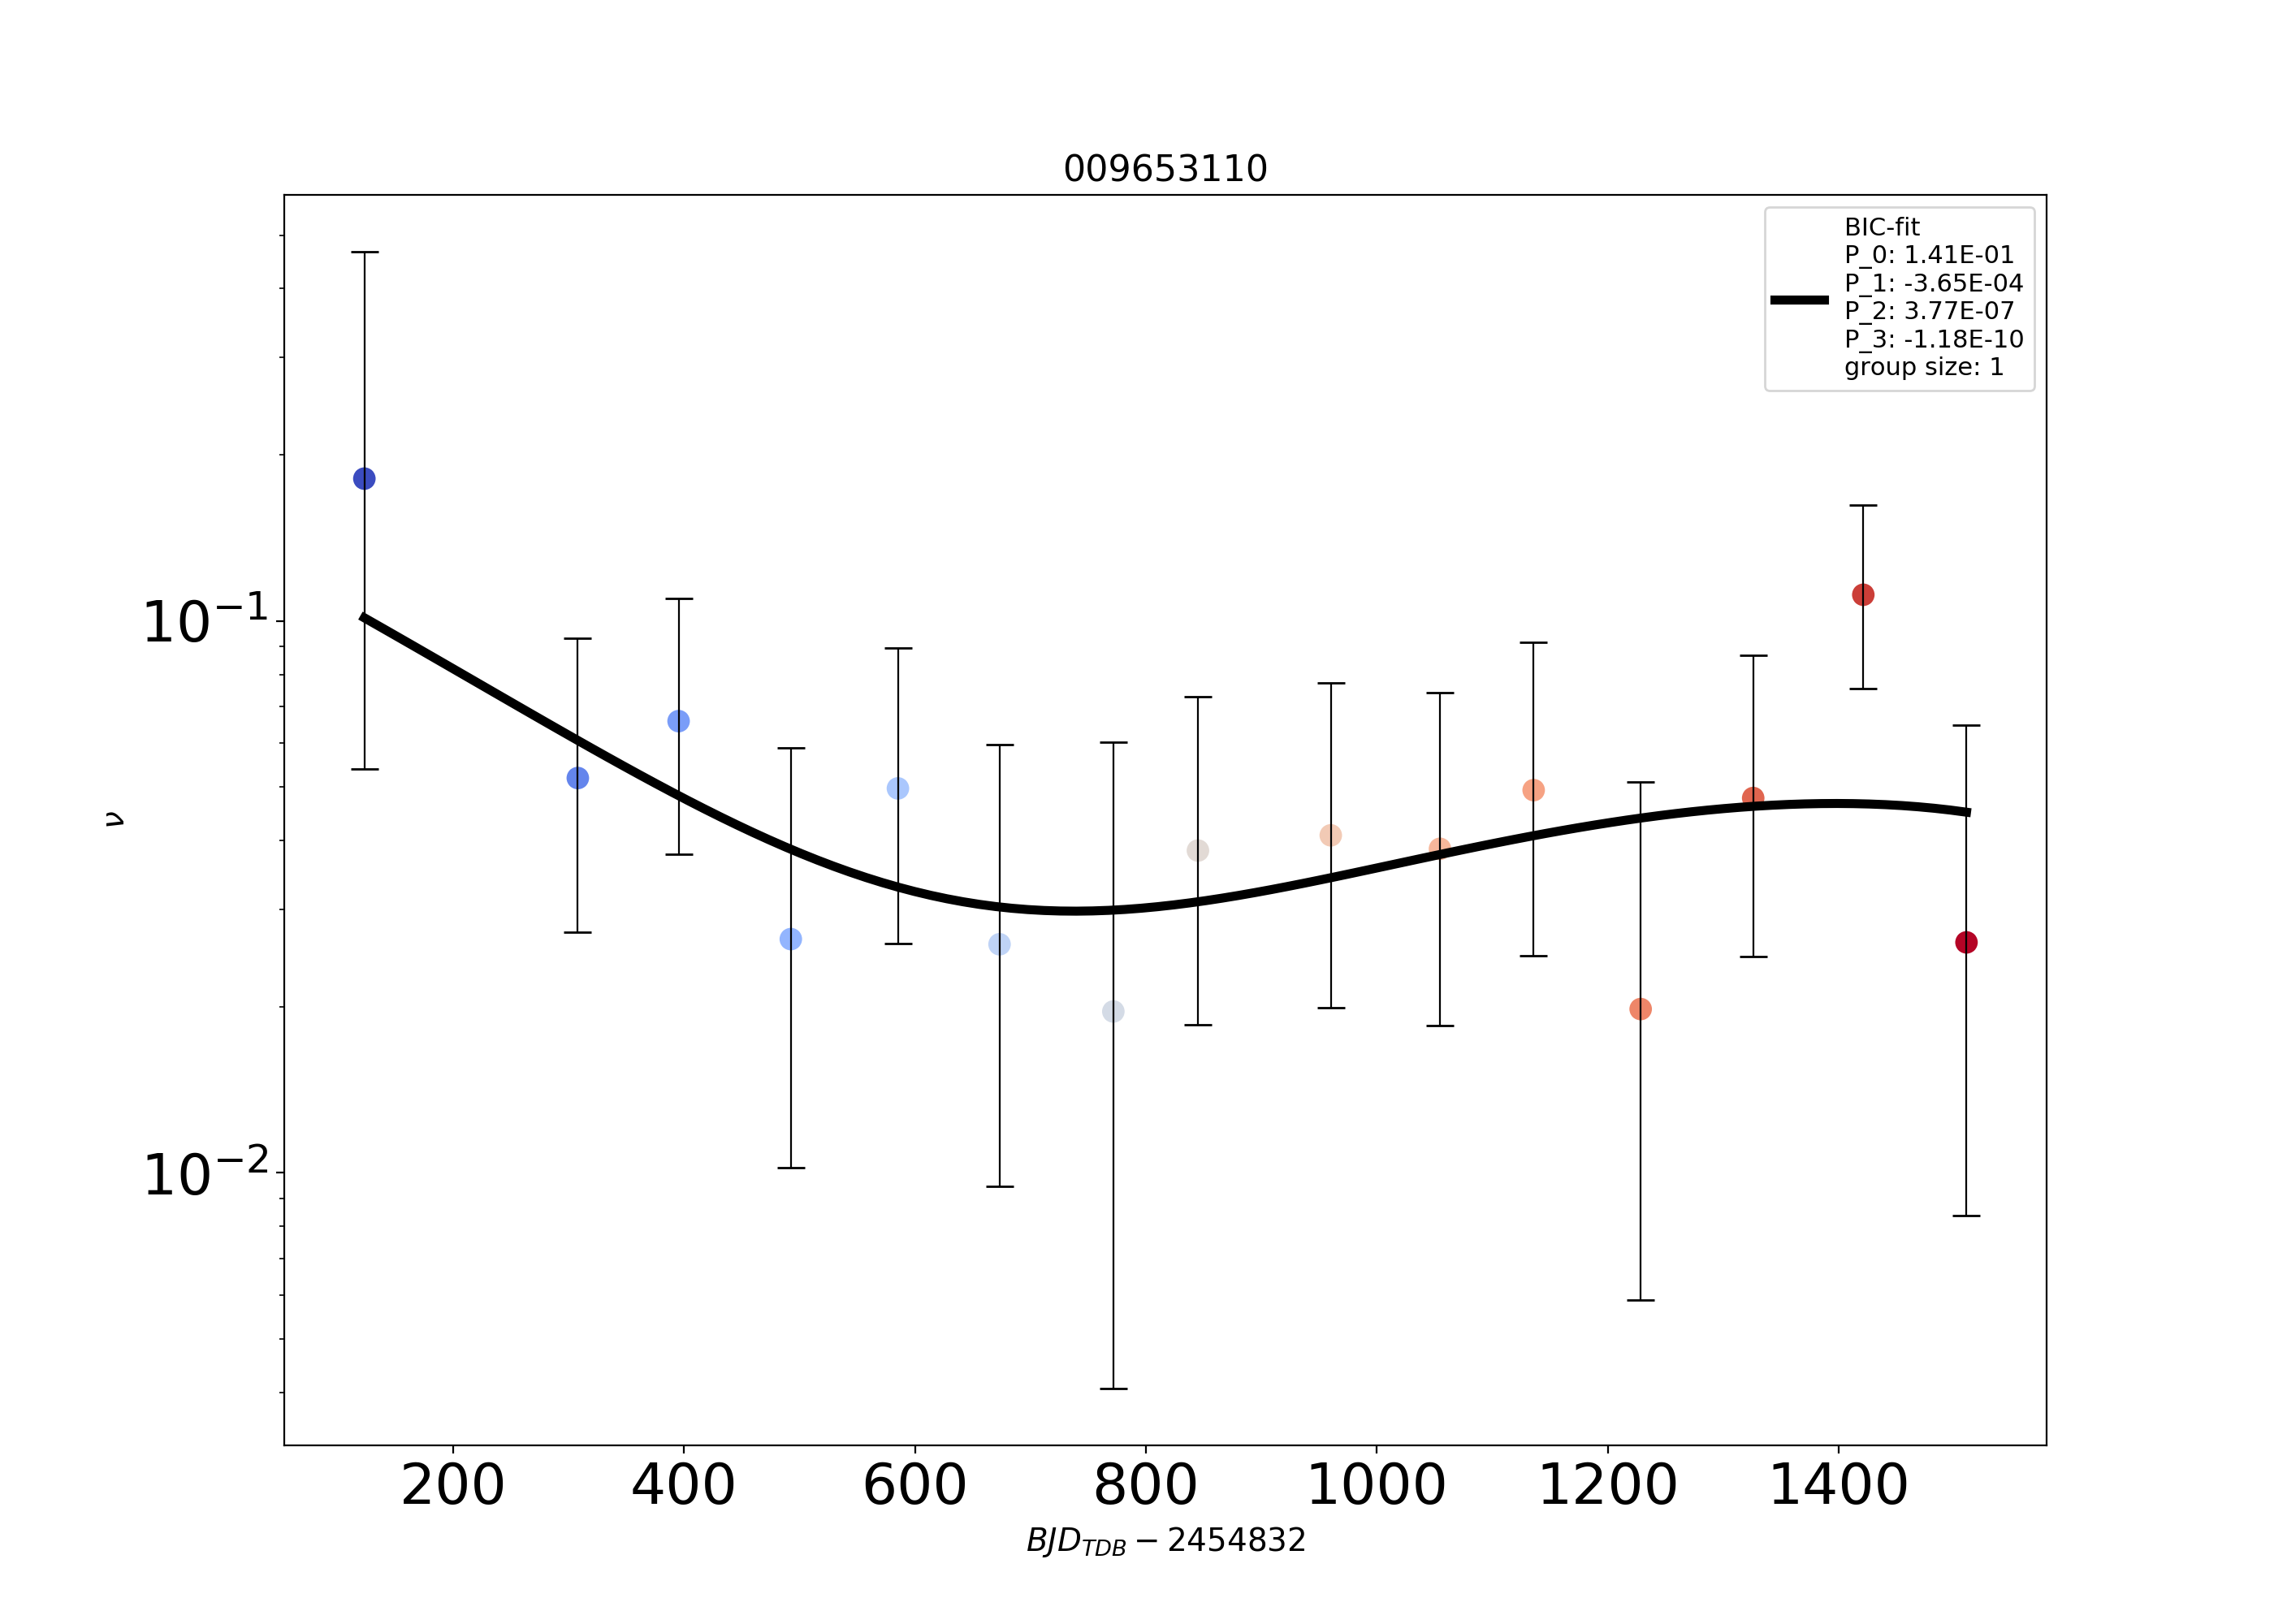 009653110
BIC-fit
P_0: 1.41E-01
P_1: -3.65E-04
P_2: 3.77E-07
P_3: -1.18E-10
group size: 1
10⁻¹
10⁻²
ν
200 400 600 800 1000 1200 1400
BJD_TDB − 2454832